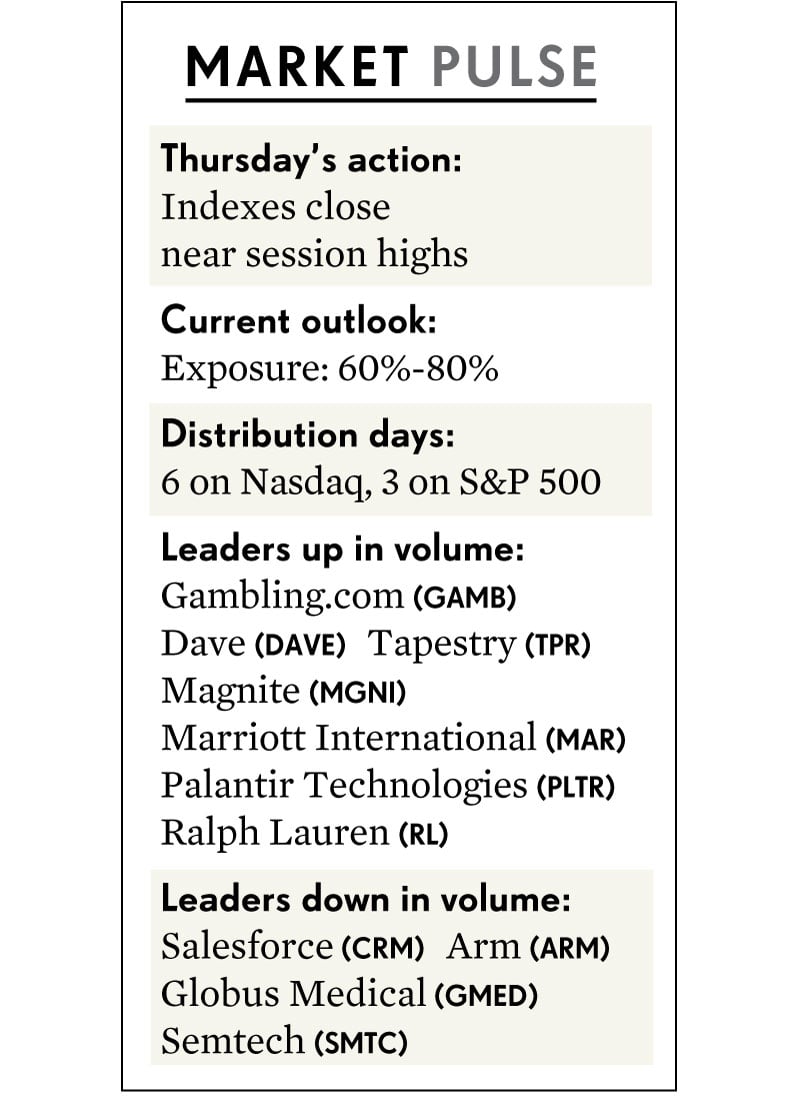 MARKET PULSE
Thursday's action:
Indexes close
near session highs
Current outlook:
Exposure: 60%-80%
Distribution days:
6 on Nasdaq, 3 on S&P 500
Leaders up in volume:
Gambling.com (GAMB)
Dave (DAVE) Tapestry (TPR)
Magnite (MGNI)
Marriott International (MAR)
Palantir Technologies (PLTR)
Ralph Lauren (RL)
Leaders down in volume:
Salesforce (CRM) Arm (ARM)
Globus Medical (GMED)
Semtech (SMTC)